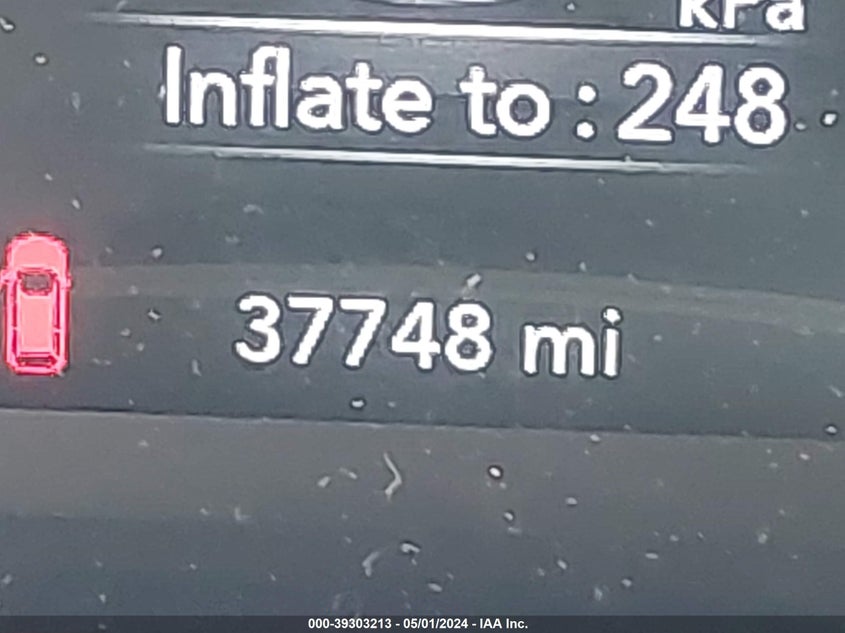 kPa
Inflate to : 248
37748 mi
000-39303213 - 05/01/2024 - IAA Inc.